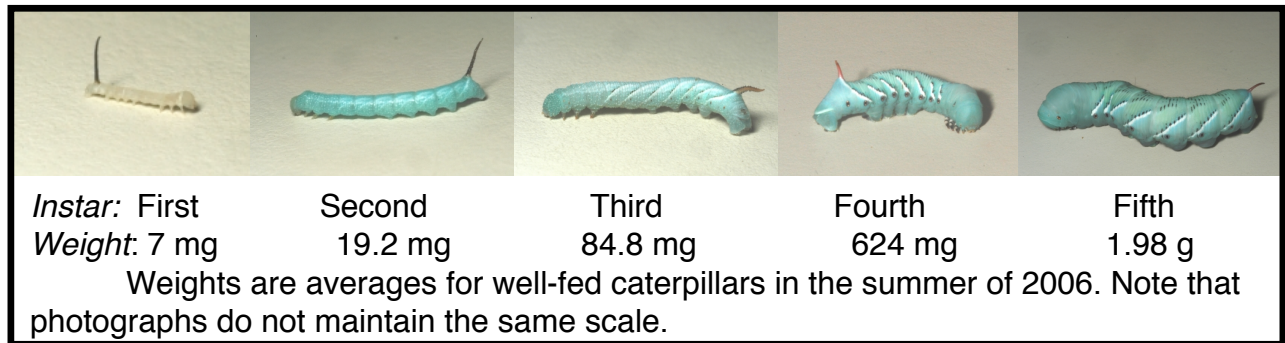 Instar: First Second Third Fourth Fifth
Weight: 7 mg 19.2 mg 84.8 mg 624 mg 1.98 g
Weights are averages for well-fed caterpillars in the summer of 2006. Note that
photographs do not maintain the same scale.